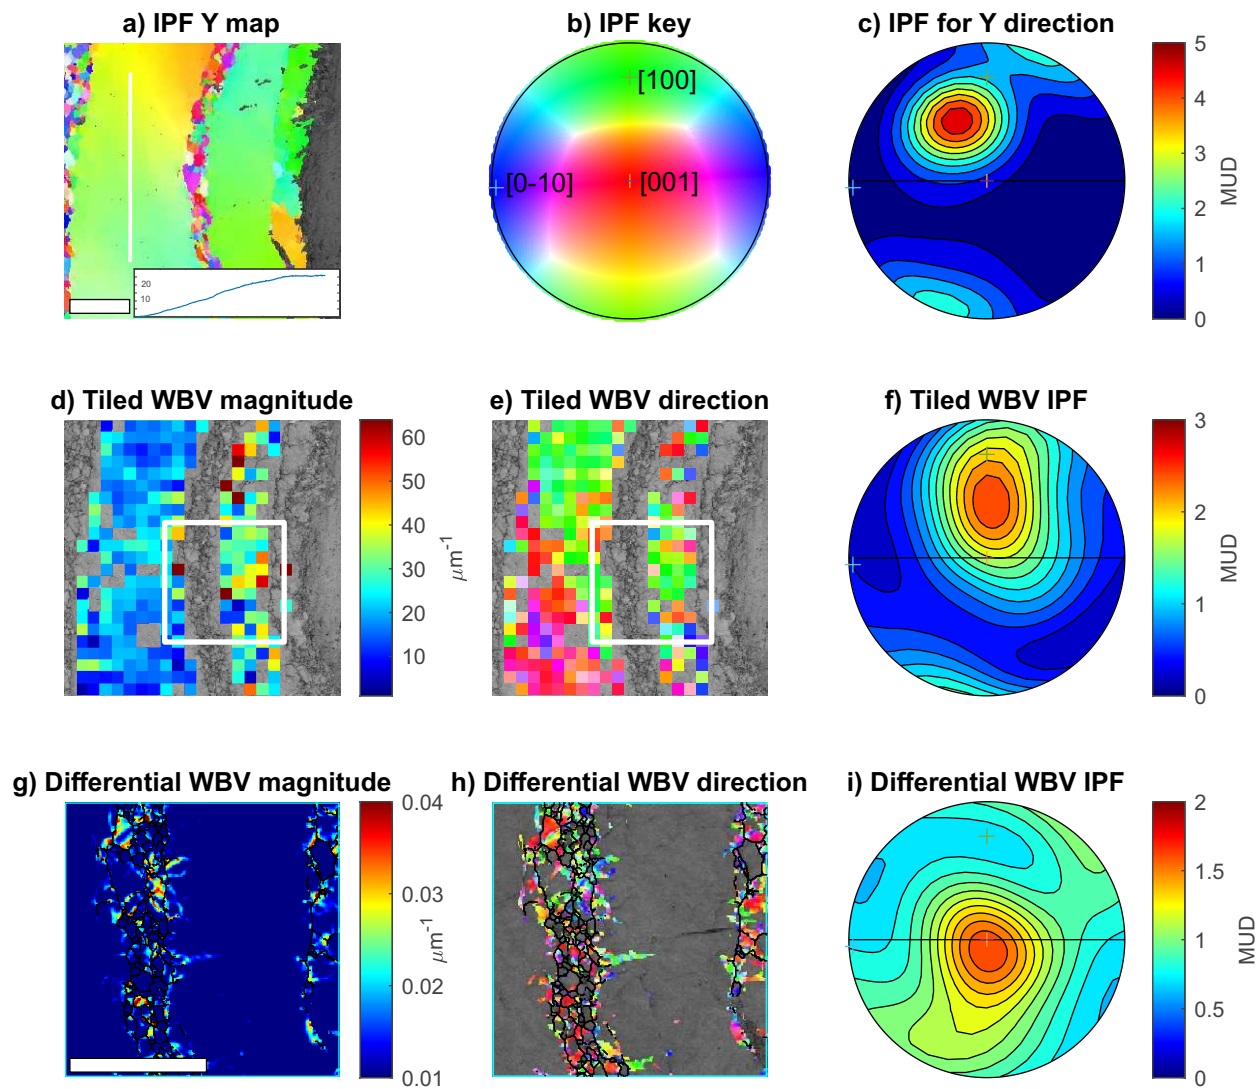 a) IPF Y map
b) IPF key
c) IPF for Y direction
20
10
[100]
[0-10]
[001]
5
4
3
2
1
0
MUD
d) Tiled WBV magnitude
e) Tiled WBV direction
f) Tiled WBV IPF
60
50
40
30
20
10
μm-1
3
2
1
0
MUD
g) Differential WBV magnitude
h) Differential WBV direction
i) Differential WBV IPF
0.04
0.03
0.02
0.01
μm-1
2
1.5
1
0.5
0
MUD